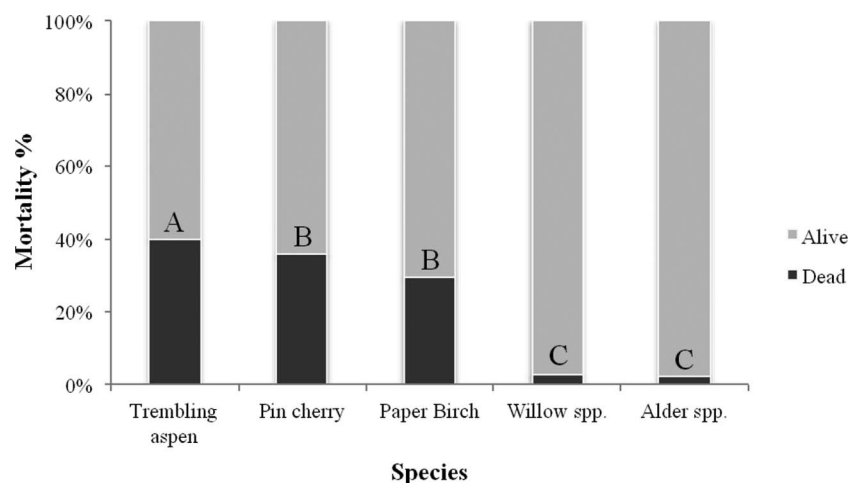 100%
80%
60%
40%
20%
0%
Mortality %
A
B
B
C
C
Trembling
aspen
Pin cherry
Paper Birch
Willow spp.
Alder spp.
Species
Alive
Dead